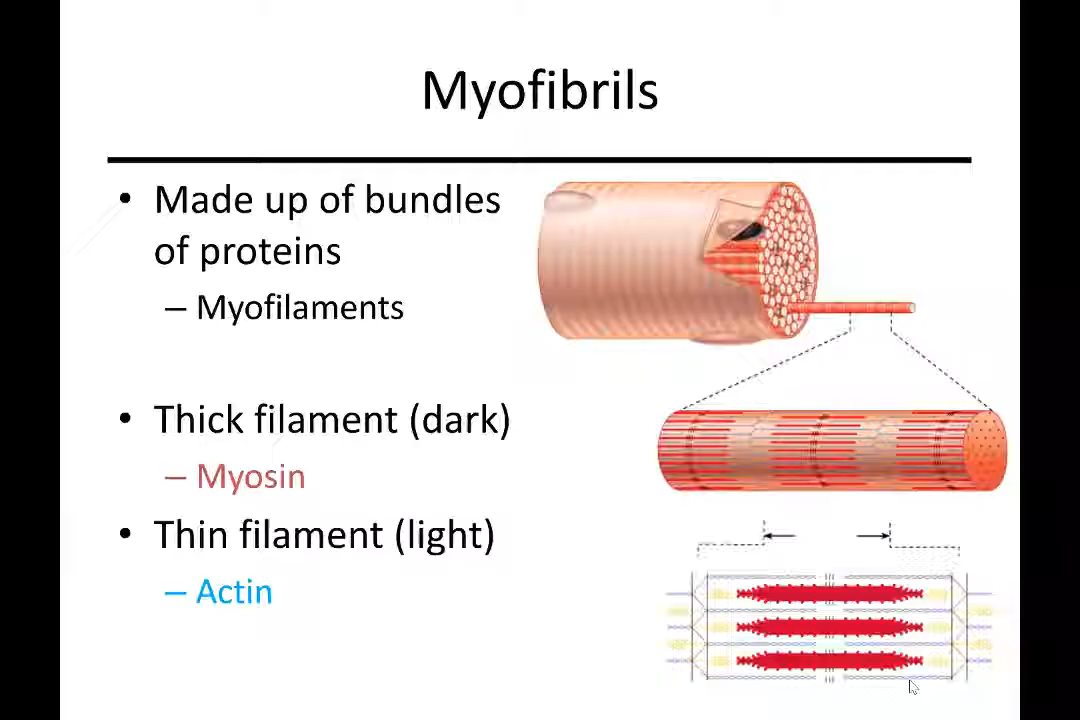 Myofibrils
• Made up of bundles
of proteins
– Myofilaments
• Thick filament (dark)
– Myosin
• Thin filament (light)
– Actin